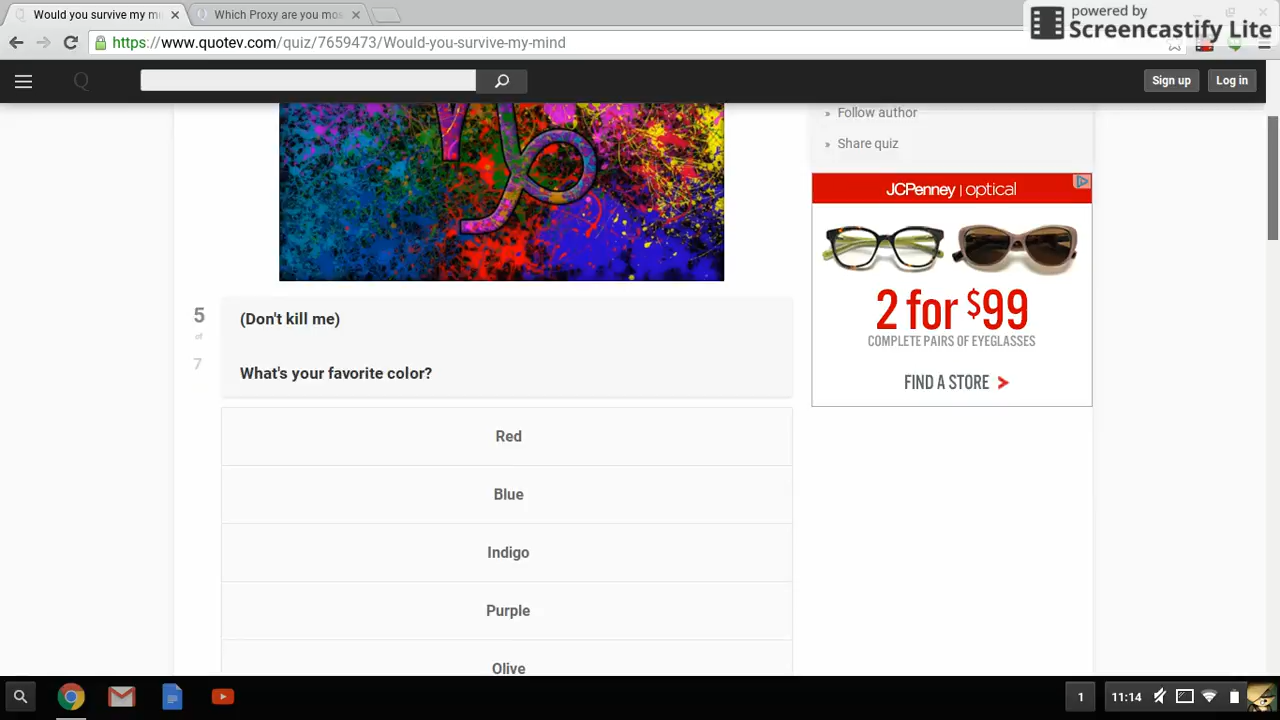 Would you survive my mi
Which Proxy are you mos
powered by
Screencastify Lite
https://www.quotev.com/quiz/7659473/Would-you-survive-my-mind
Q
Sign up
Log in
» Follow author
» Share quiz
JCPenney | optical
2 for $99
COMPLETE PAIRS OF EYEGLASSES
FIND A STORE >
5
of
7
(Don't kill me)
What's your favorite color?
Red
Blue
Indigo
Purple
Olive
1
11:14